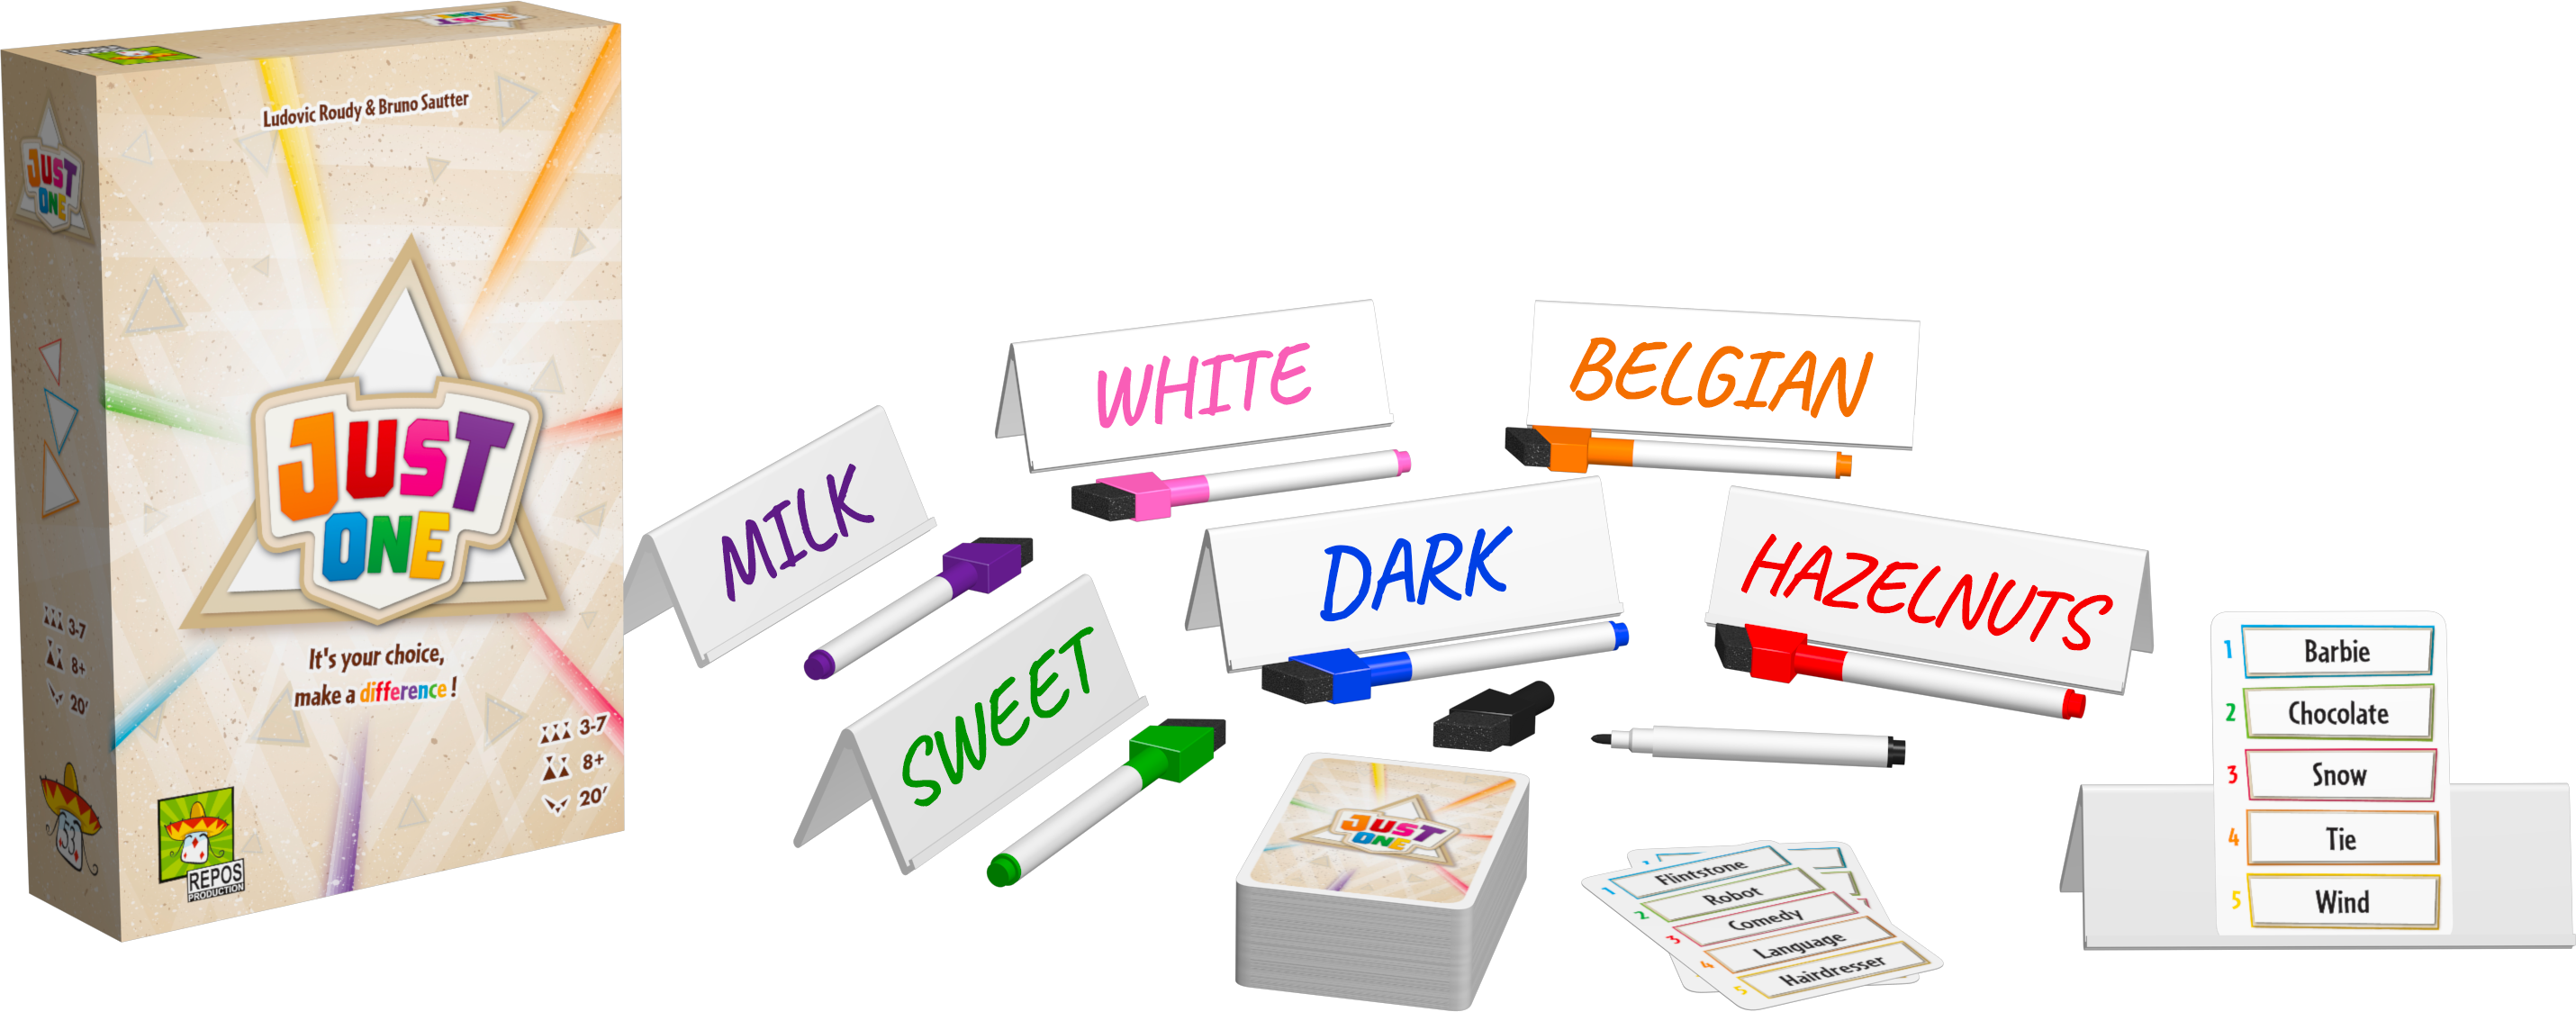 Ludovic Roudy & Bruno Sautter
JUST
ONE
JUST
ONE
It's your choice,
make a difference !
3-7
8+
20'
3-7
8+
20'
53
REPOS
PRODUCTION
WHITE
BELGIAN
MILK
DARK
HAZELNUTS
SWEET
JUST
ONE
1 Flintstone
2 Robot
3 Comedy
4 Language
5 Hairdresser
7
1 Barbie
2 Chocolate
3 Snow
4 Tie
5 Wind